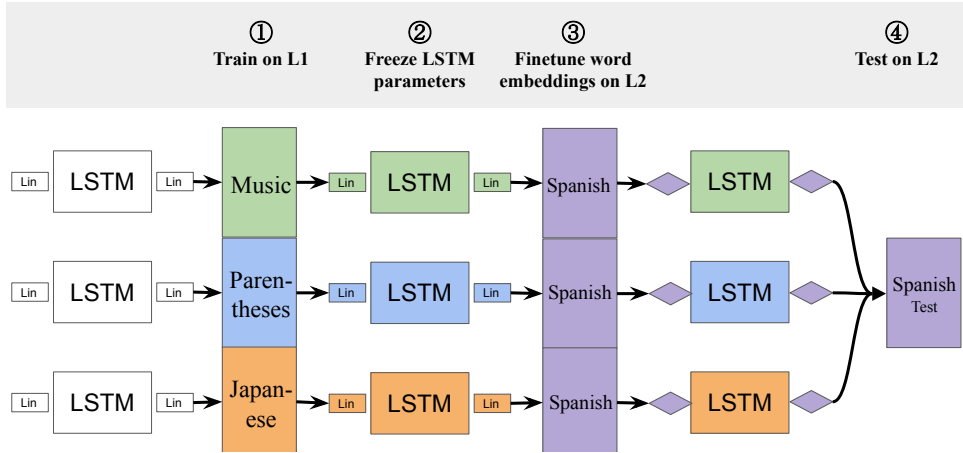 ① ② ③ ④
Train on L1 Freeze LSTM parameters Finetune word embeddings on L2 Test on L2
Lin LSTM Lin Music Lin LSTM Lin Spanish LSTM
Lin LSTM Lin Paren-
theses Lin LSTM Lin Spanish LSTM Spanish
Test
Lin LSTM Lin Japan-
ese Lin LSTM Lin Spanish LSTM